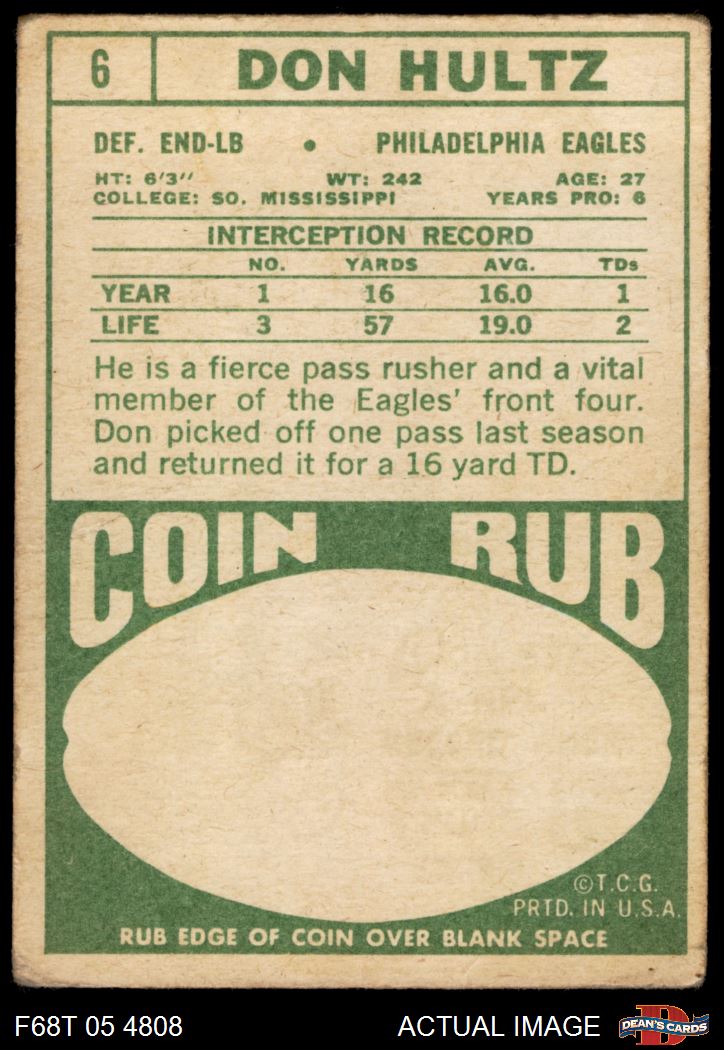 6 DON HULTZ
DEF. END-LB • PHILADELPHIA EAGLES
HT: 6'3" WT: 242 AGE: 27
COLLEGE: SO. MISSISSIPPI YEARS PRO: 6
INTERCEPTION RECORD
NO. YARDS AVG. TDs
YEAR 1 16 16.0 1
LIFE 3 57 19.0 2
He is a fierce pass rusher and a vital
member of the Eagles' front four.
Don picked off one pass last season
and returned it for a 16 yard TD.
COIN RUB
©T.C.G.
PRTD. IN U.S.A.
RUB EDGE OF COIN OVER BLANK SPACE
F68T 05 4808 ACTUAL IMAGE D DEAN'S CARDS